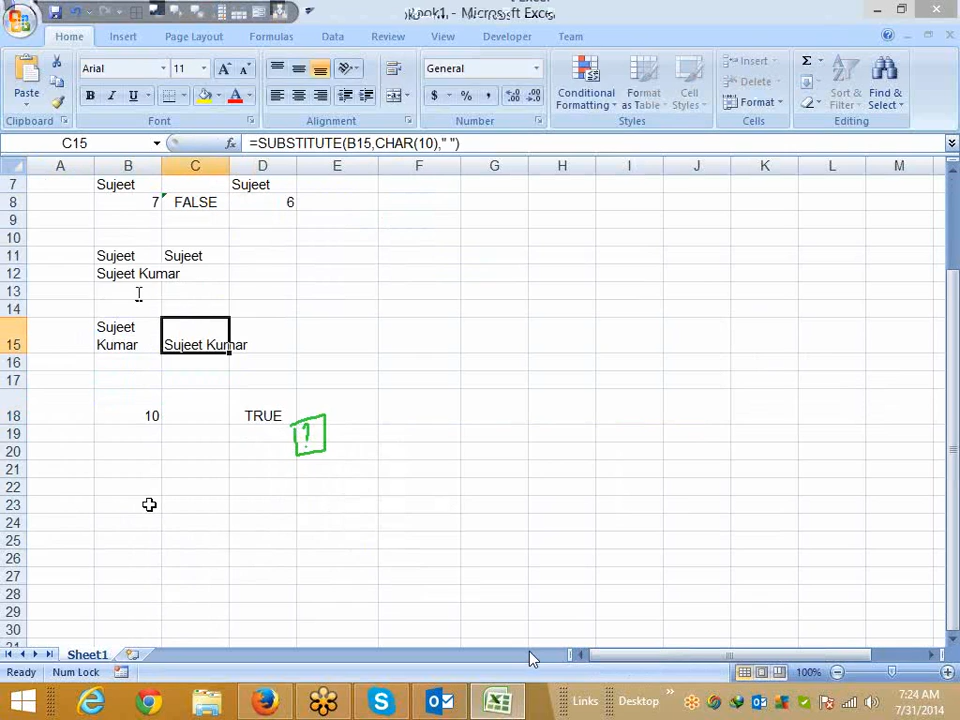 Book1 - Microsoft Excel
Home Insert Page Layout Formulas Data Review View Developer Team
Paste
Arial 11
B I U
General
$ % ,
Conditional Formatting
Format as Table
Cell Styles
Insert
Delete
Format
Σ
Sort & Filter
Find & Select
Clipboard Font Alignment Number Styles Cells Editing
C15 fx =SUBSTITUTE(B15,CHAR(10)," ")
A B C D E F G H I J K L M
7 Sujeet Sujeet
8 7 FALSE 6
9
10
11 Sujeet Sujeet
12 Sujeet Kumar
13
14
15 Sujeet
Kumar Sujeet Kumar
16
17
18 10 TRUE
?
19
20
21
22
23
24
25
26
27
28
29
30
Sheet1
Ready Num Lock 100%
Links Desktop
7:24 AM
7/31/2014